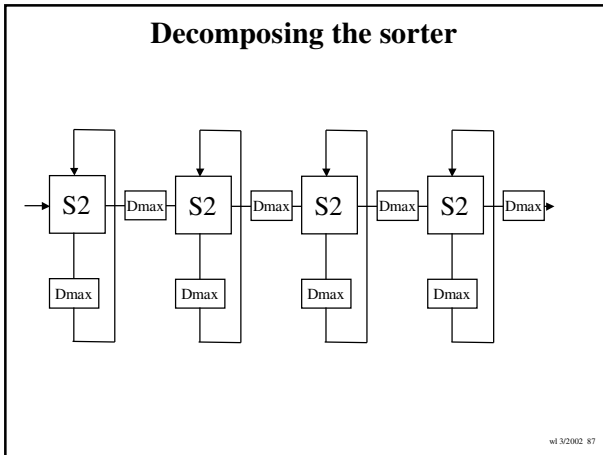 Decomposing the sorter
S2 Dmax S2 Dmax S2 Dmax S2 Dmax
Dmax Dmax Dmax Dmax
wl 3/2002 87